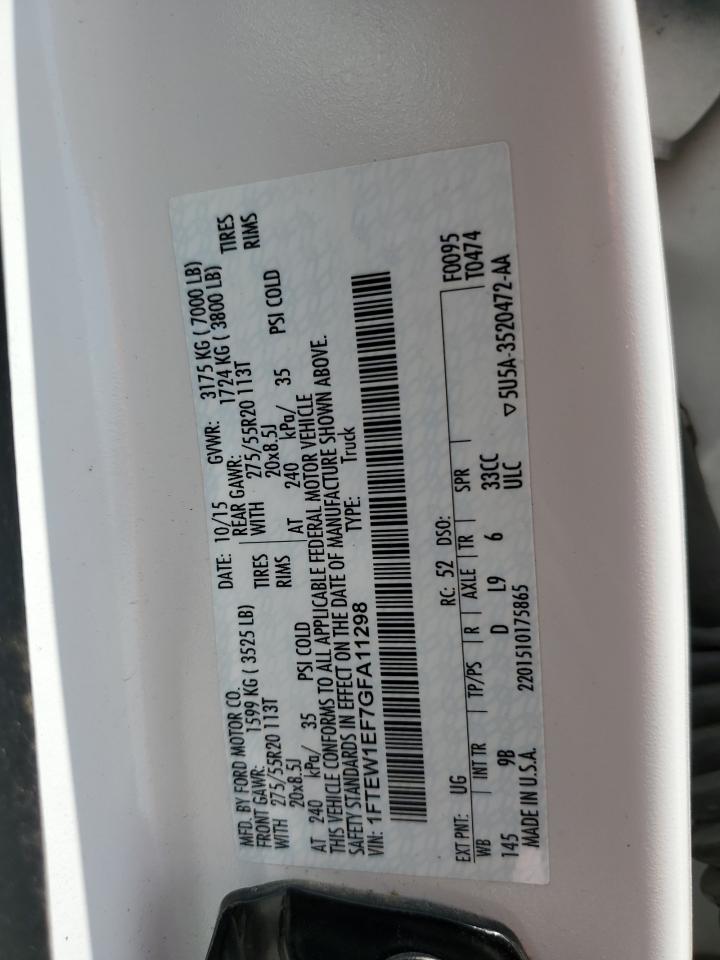 MFD. BY FORD MOTOR CO.
DATE: 10/15 GVWR: 3175 KG ( 7000 LB)
FRONT GAWR: 1599 KG ( 3525 LB) REAR GAWR: 1724 KG ( 3800 LB)
WITH 275/55R20 113T TIRES WITH 275/55R20 113T TIRES
20x8.5J RIMS 20x8.5J RIMS
AT 240 kPa/ 35 PSI COLD AT 240 kPa/ 35 PSI COLD
THIS VEHICLE CONFORMS TO ALL APPLICABLE FEDERAL MOTOR VEHICLE
SAFETY STANDARDS IN EFFECT ON THE DATE OF MANUFACTURE SHOWN ABOVE.
VIN: 1FTEW1EF7GFA11298 TYPE: Truck
F0095
EXT PNT: UG RC: 52 DSO: T0474
WB INT TR TP/PS R AXLE TR SPR
145 9B D L9 6 33CC
ULC
MADE IN U.S.A. 2201510175865 ▽5U5A-3520472-AA